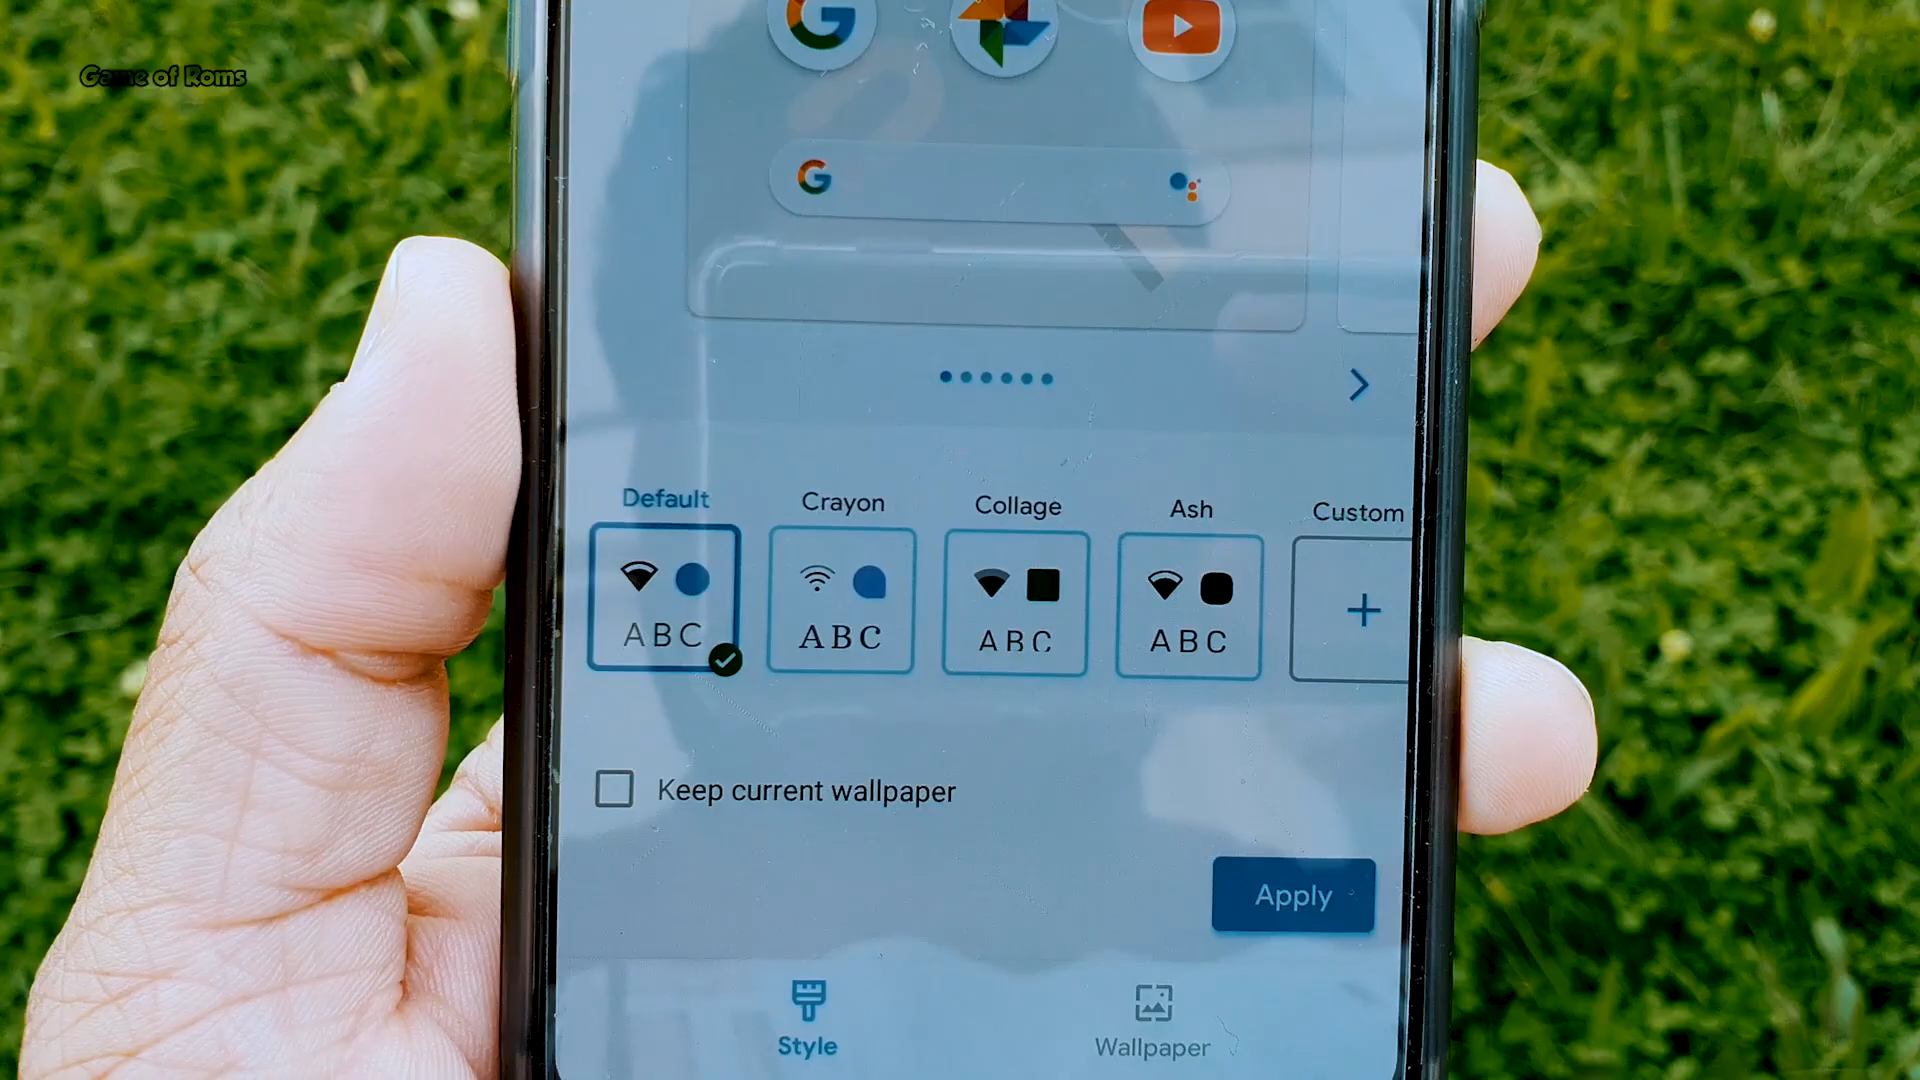 Game of Roms
Default
Crayon
Collage
Ash
Custom
ABC
ABC
ABC
ABC
Keep current wallpaper
Apply
Style
Wallpaper